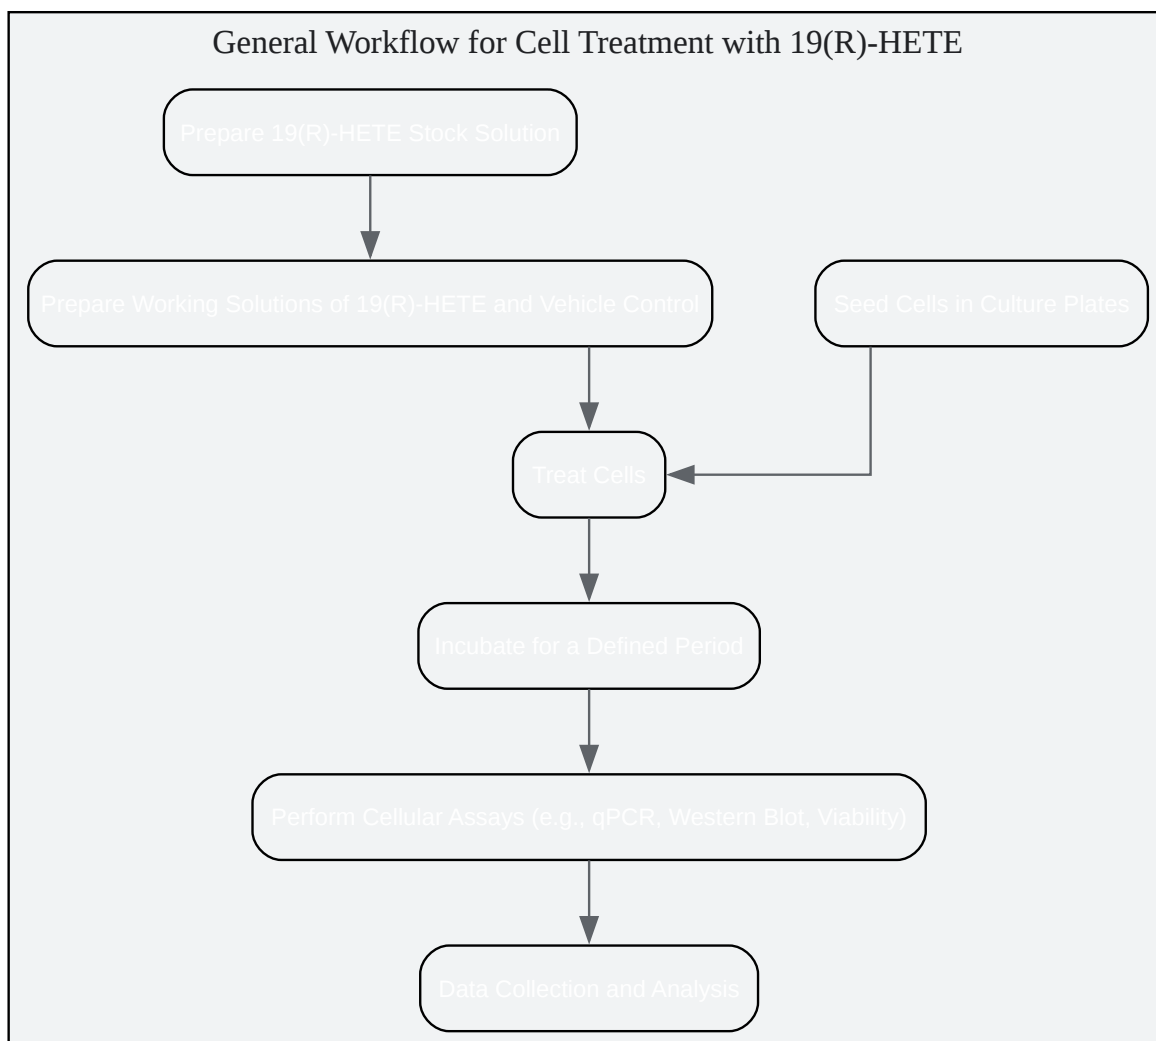 General Workflow for Cell Treatment with 19(R)-HETE
Prepare 19(R)-HETE Stock Solution
Prepare Working Solutions of 19(R)-HETE and Vehicle Control
Seed Cells in Culture Plates
Treat Cells
Incubate for a Defined Period
Perform Cellular Assays (e.g., qPCR, Western Blot, Viability)
Data Collection and Analysis